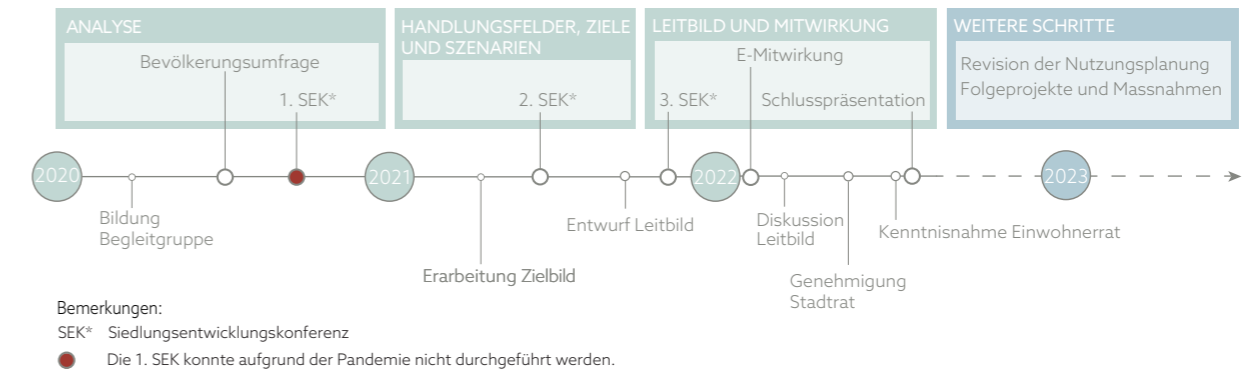 ANALYSE
Bevölkerungsumfrage
1. SEK*
HANDLUNGSFELDER, ZIELE
UND SZENARIEN
2. SEK*
LEITBILD UND MITWIRKUNG
E-Mitwirkung
3. SEK*
Schlusspräsentation
WEITERE SCHRITTE
Revision der Nutzungsplanung
Folgeprojekte und Massnahmen
2020
2021
2022
2023
Bildung
Begleitgruppe
Erarbeitung Zielbild
Entwurf Leitbild
Diskussion
Leitbild
Genehmigung
Stadtrat
Kenntnisnahme Einwohnerrat
Bemerkungen:
SEK* Siedlungsentwicklungskonferenz
Die 1. SEK konnte aufgrund der Pandemie nicht durchgeführt werden.